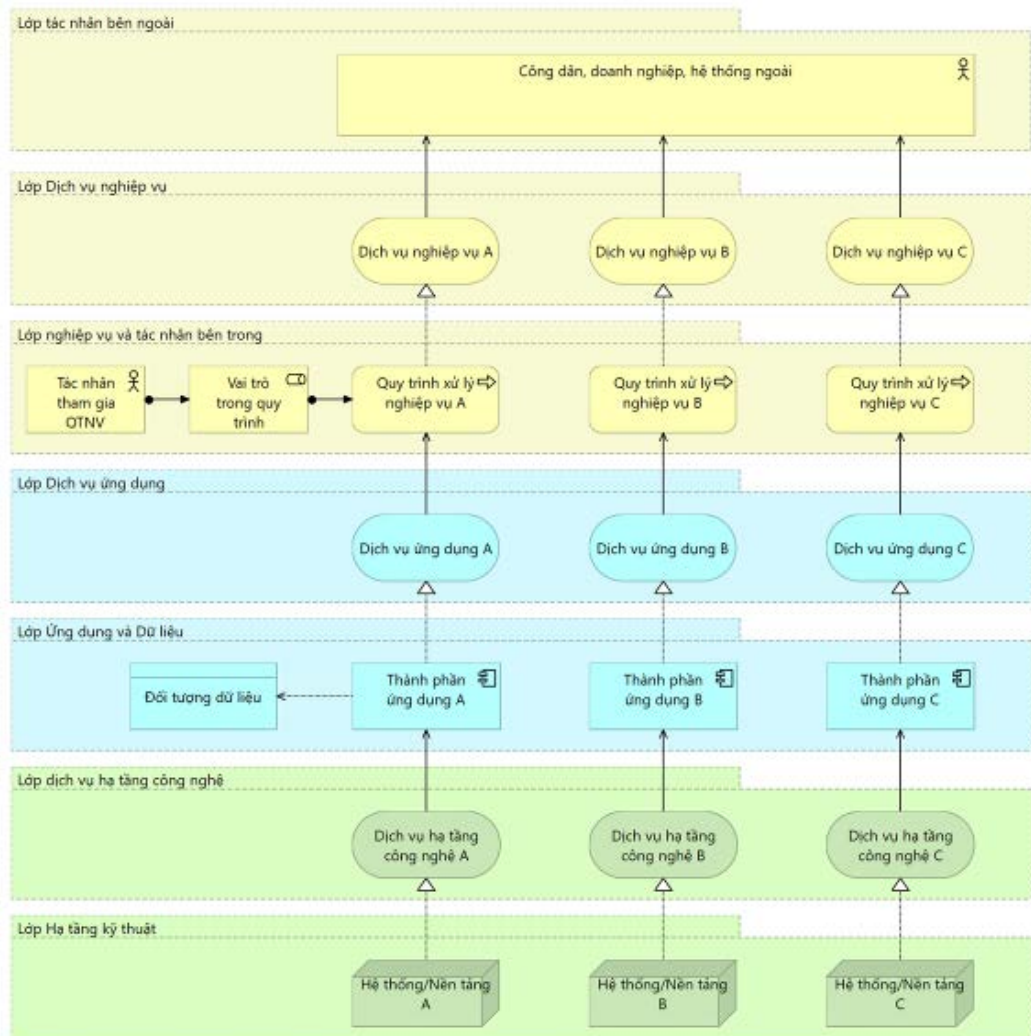 Lớp tác nhân bên ngoài
Công dân, doanh nghiệp, hệ thống ngoài
Lớp Dịch vụ nghiệp vụ
Dịch vụ nghiệp vụ A
Dịch vụ nghiệp vụ B
Dịch vụ nghiệp vụ C
Lớp nghiệp vụ và tác nhân bên trong
Tác nhân
tham gia
QTNV
Vai trò
trong quy
trình
Quy trình xử lý
nghiệp vụ A
Quy trình xử lý
nghiệp vụ B
Quy trình xử lý
nghiệp vụ C
Lớp Dịch vụ ứng dụng
Dịch vụ ứng dụng A
Dịch vụ ứng dụng B
Dịch vụ ứng dụng C
Lớp Ứng dụng và Dữ liệu
Đối tượng dữ liệu
Thành phần
ứng dụng A
Thành phần
ứng dụng B
Thành phần
ứng dụng C
Lớp dịch vụ hạ tầng công nghệ
Dịch vụ hạ tầng
công nghệ A
Dịch vụ hạ tầng
công nghệ B
Dịch vụ hạ tầng
công nghệ C
Lớp Hạ tầng kỹ thuật
Hệ thống/Nền tảng
A
Hệ thống/Nền tảng
B
Hệ thống/Nền tảng
C